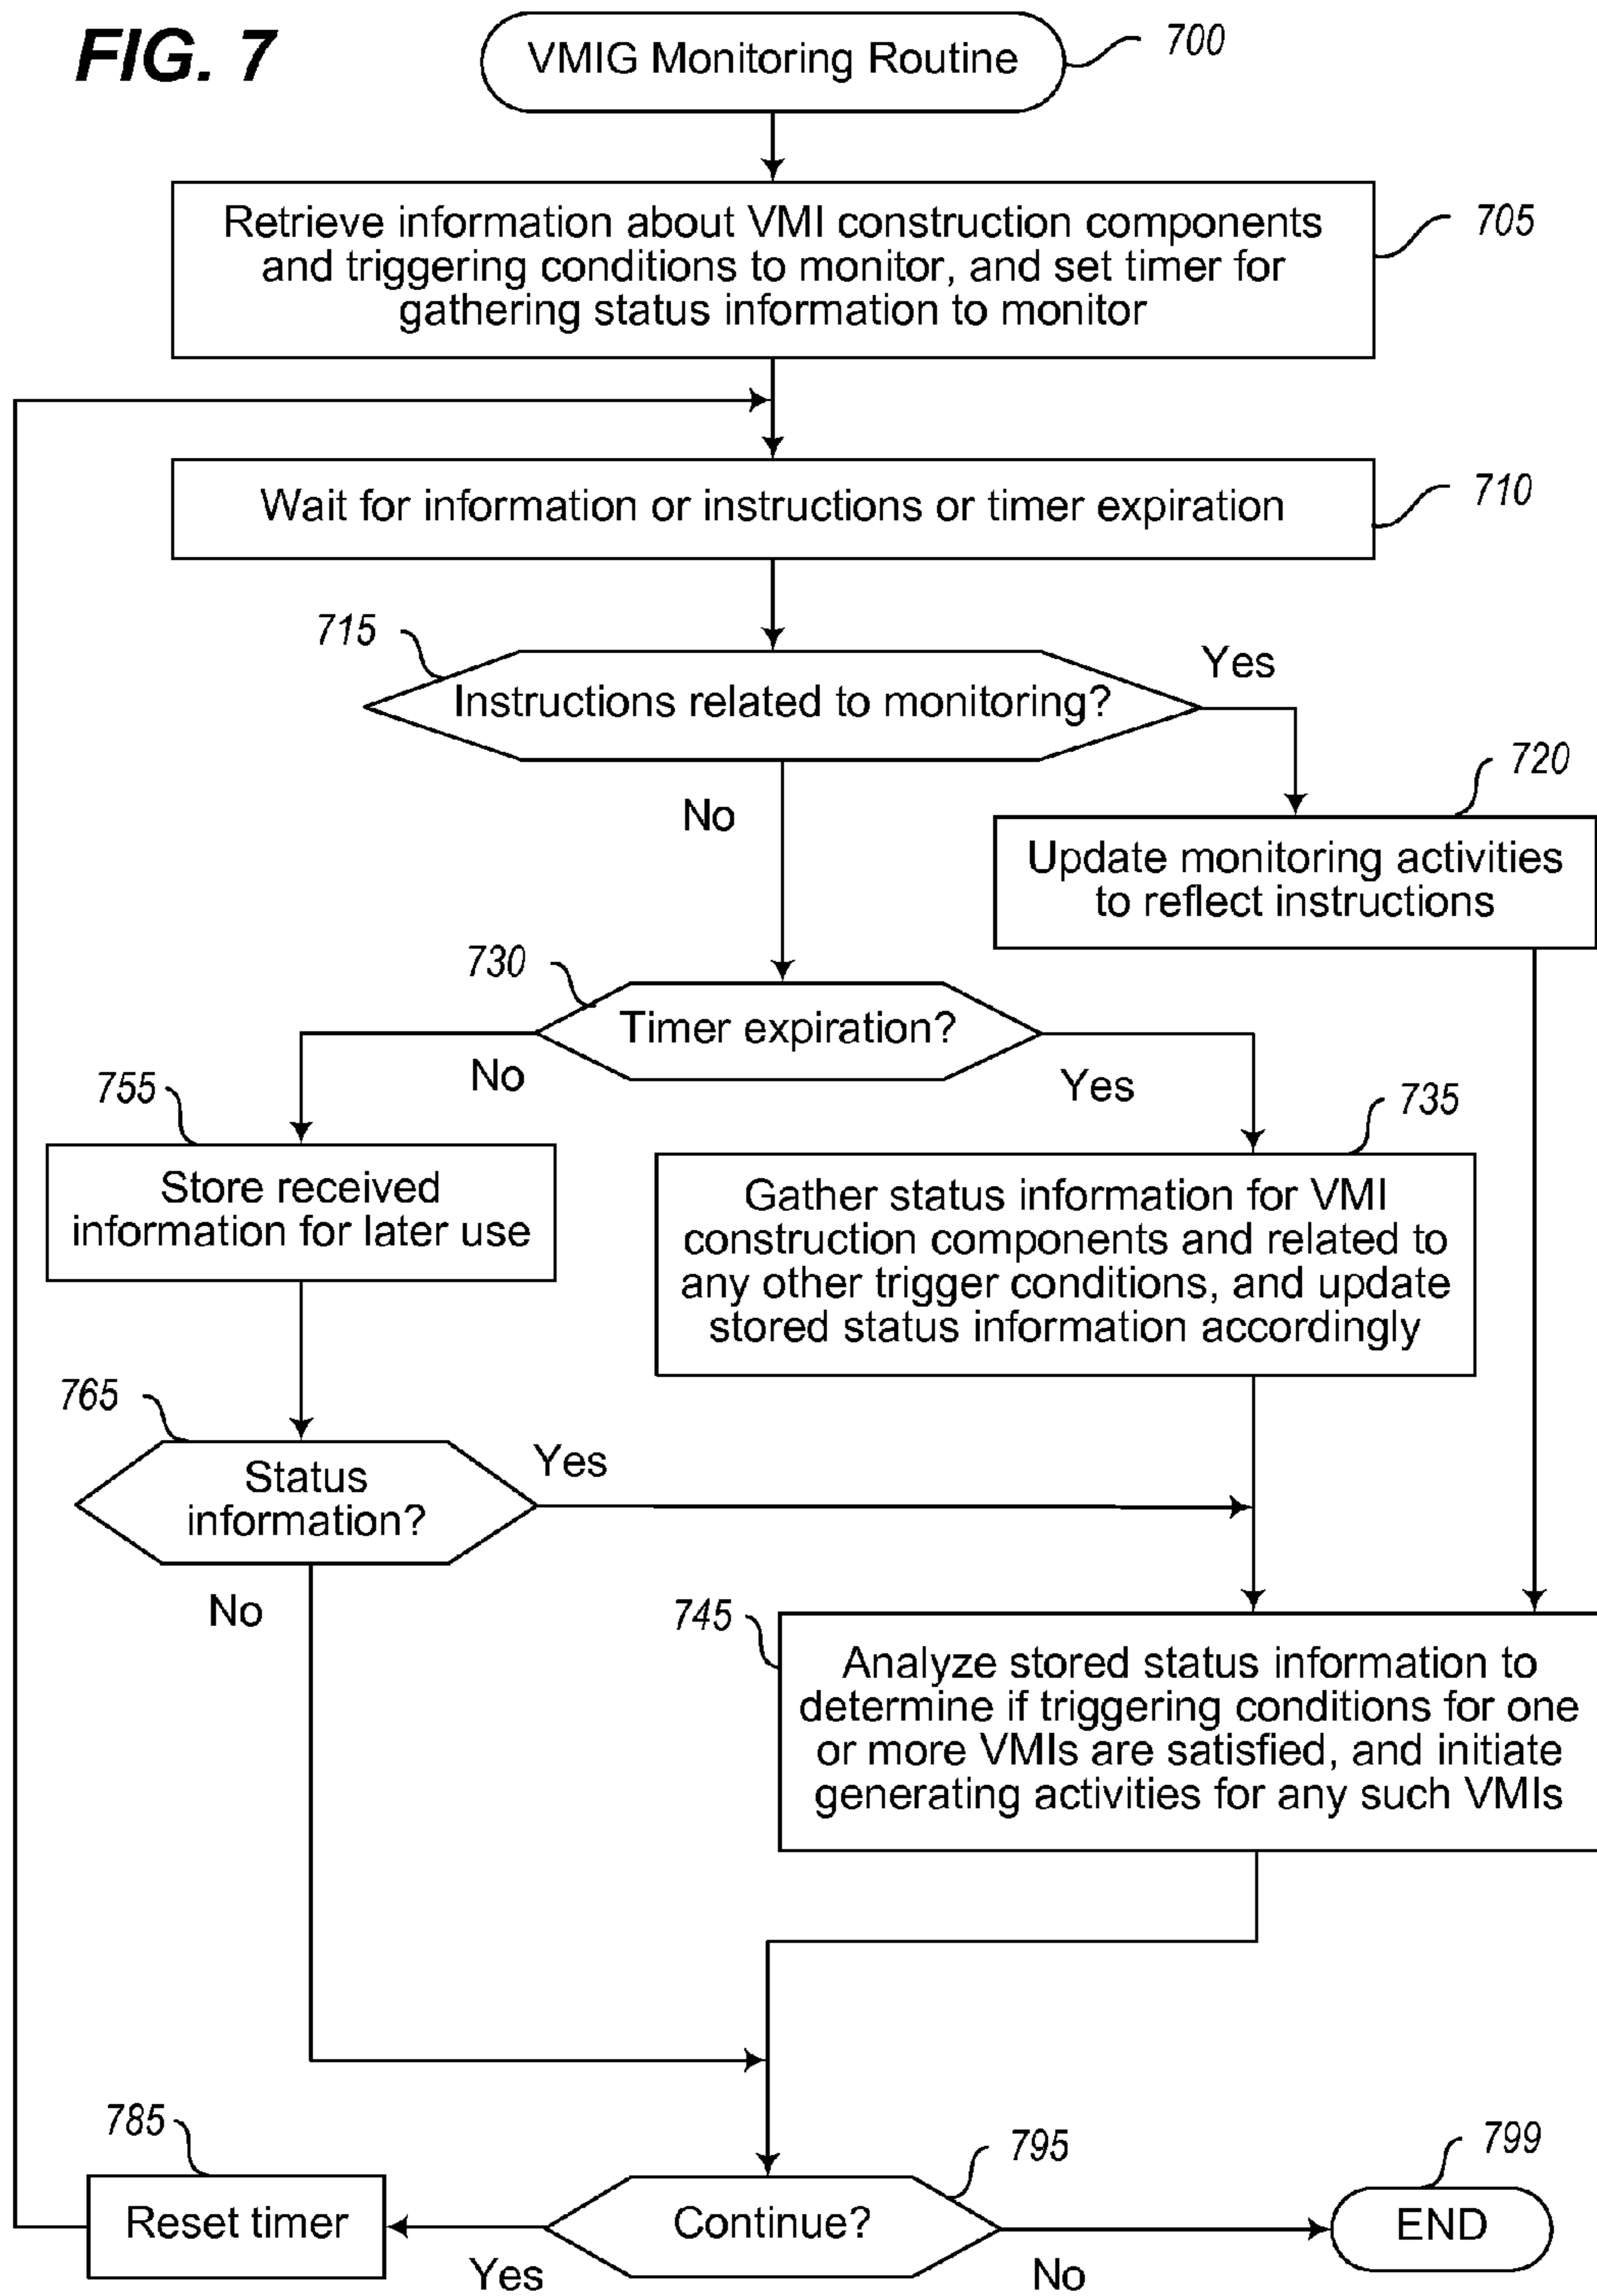 FIG. 7
VMIG Monitoring Routine
700
Retrieve information about VMI construction components
and triggering conditions to monitor, and set timer for
gathering status information to monitor
705
Wait for information or instructions or timer expiration
710
715
Instructions related to monitoring?
Yes
No
720
Update monitoring activities
to reflect instructions
730
Timer expiration?
No
Yes
755
Store received
information for later use
735
Gather status information for VMI
construction components and related to
any other trigger conditions, and update
stored status information accordingly
765
Status
information?
Yes
No
745
Analyze stored status information to
determine if triggering conditions for one
or more VMIs are satisfied, and initiate
generating activities for any such VMIs
785
Reset timer
795
Continue?
Yes
No
799
END